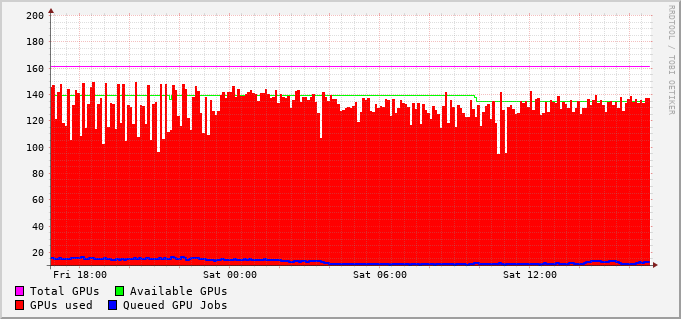 200
180
160
140
120
100
80
60
40
20
Fri 18:00 Sat 00:00 Sat 06:00 Sat 12:00
Total GPUs Available GPUs
GPUs used Queued GPU Jobs
RRDTOOL / TOBI OETIKER